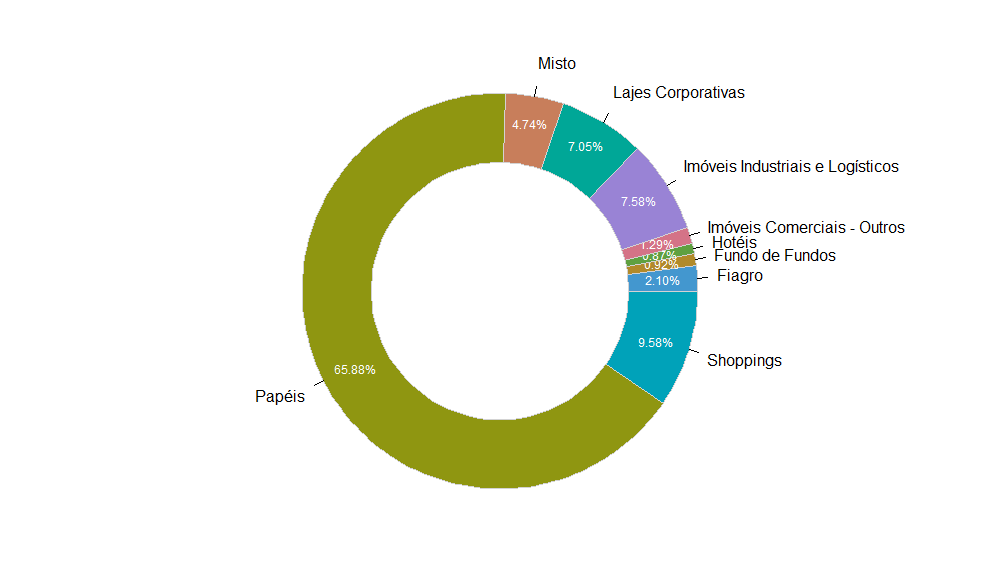 Misto
Lajes Corporativas
4.74%
7.05%
Imóveis Industriais e Logísticos
7.58%
Imóveis Comerciais - Outros
1.29%
Hotéis
0.87%
Fundo de Fundos
0.92%
Fiagro
2.10%
9.58%
Shoppings
65.88%
Papéis